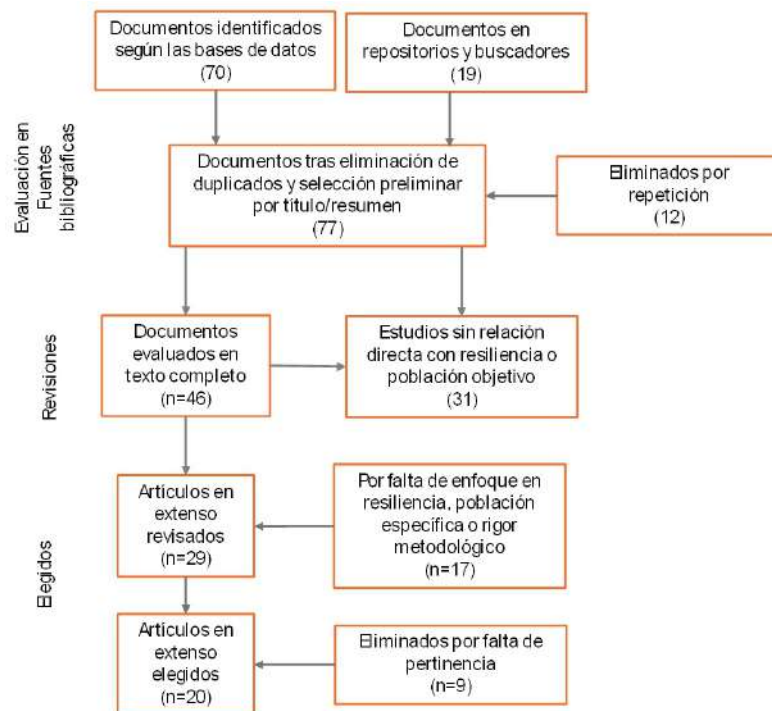 Documentos identificados
según las bases de datos
(70)
Documentos en
repositorios y buscadores
(19)
Evaluación en
Fuentes
bibliográficas
Documentos tras eliminación de
duplicados y selección preliminar
por título/resumen
(77)
Eliminados por
repetición
(12)
Revisiones
Documentos
evaluados en
texto completo
(n=46)
Estudios sin relación
directa con resiliencia o
población objetivo
(31)
Elegidos
Artículos en
extenso
revisados
(n=29)
Por falta de enfoque en
resiliencia, población
específica o rigor
metodológico
(n=17)
Artículos en
extenso
elegidos
(n=20)
Eliminados por falta de
pertinencia
(n=9)